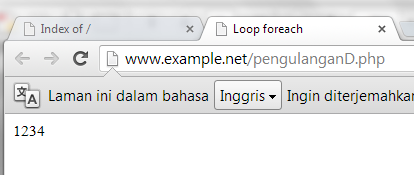 Index of /
Loop foreach
www.example.net/pengulanganD.php
Laman ini dalam bahasa Inggris Ingin diterjemahkan
1234